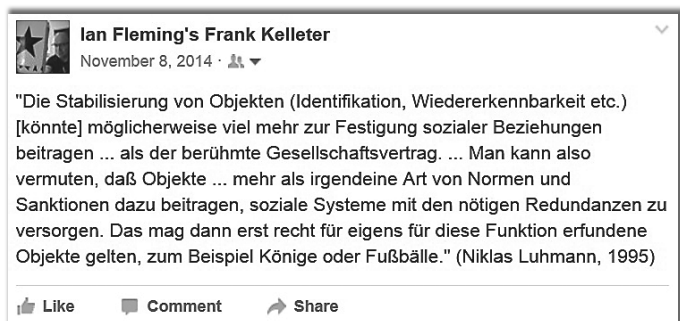 Ian Fleming's Frank Kelleter
November 8, 2014 ·
"Die Stabilisierung von Objekten (Identifikation, Wiedererkennbarkeit etc.)
[könnte] möglicherweise viel mehr zur Festigung sozialer Beziehungen
beitragen ... als der berühmte Gesellschaftsvertrag. ... Man kann also
vermuten, daß Objekte ... mehr als irgendeine Art von Normen und
Sanktionen dazu beitragen, soziale Systeme mit den nötigen Redundanzen zu
versorgen. Das mag dann erst recht für eigens für diese Funktion erfundene
Objekte gelten, zum Beispiel Könige oder Fußbälle." (Niklas Luhmann, 1995)
Like Comment Share